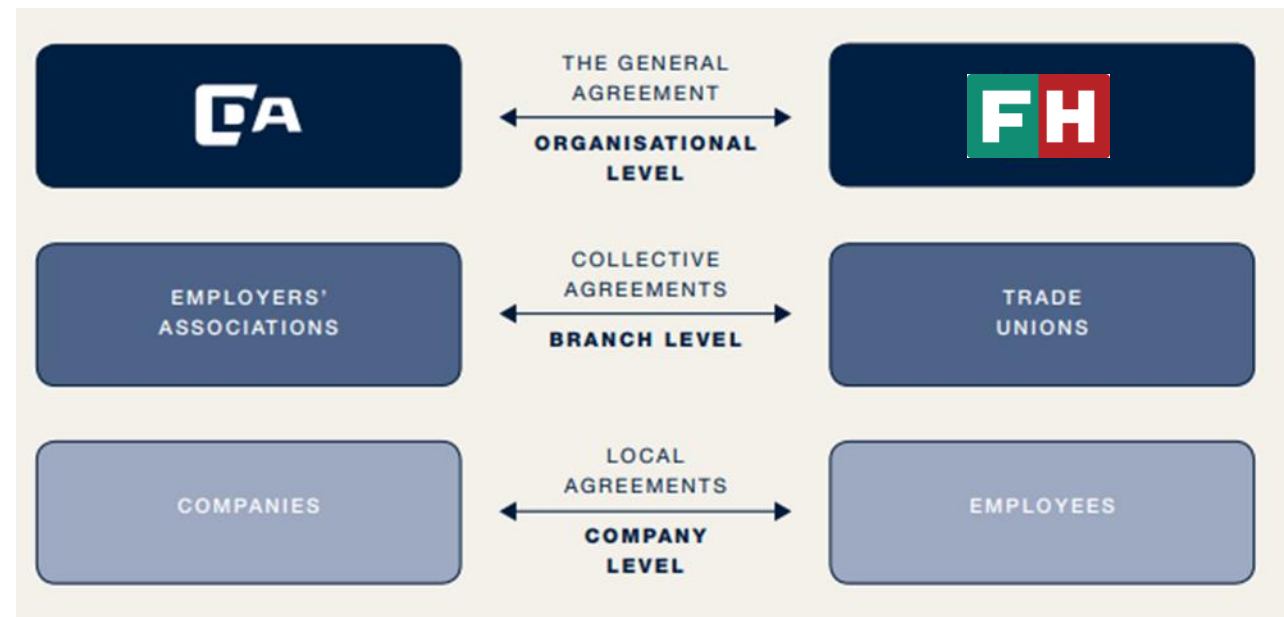 DA
THE GENERAL
AGREEMENT
ORGANISATIONAL
LEVEL
FH
EMPLOYERS’
ASSOCIATIONS
COLLECTIVE
AGREEMENTS
BRANCH LEVEL
TRADE
UNIONS
COMPANIES
LOCAL
AGREEMENTS
COMPANY
LEVEL
EMPLOYEES